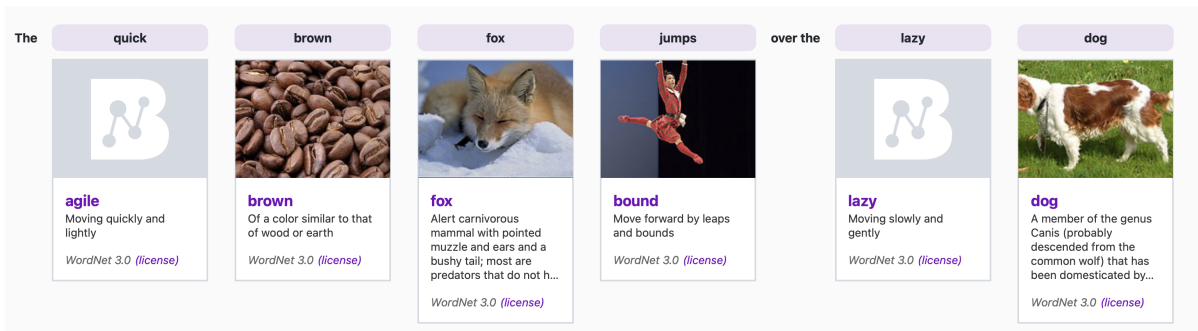 The quick brown fox jumps over the lazy dog
agile
Moving quickly and
lightly
WordNet 3.0 (license)
brown
Of a color similar to that
of wood or earth
WordNet 3.0 (license)
fox
Alert carnivorous
mammal with pointed
muzzle and ears and a
bushy tail; most are
predators that do not h...
WordNet 3.0 (license)
bound
Move forward by leaps
and bounds
WordNet 3.0 (license)
lazy
Moving slowly and
gently
WordNet 3.0 (license)
dog
A member of the genus
Canis (probably
descended from the
common wolf) that has
been domesticated by...
WordNet 3.0 (license)